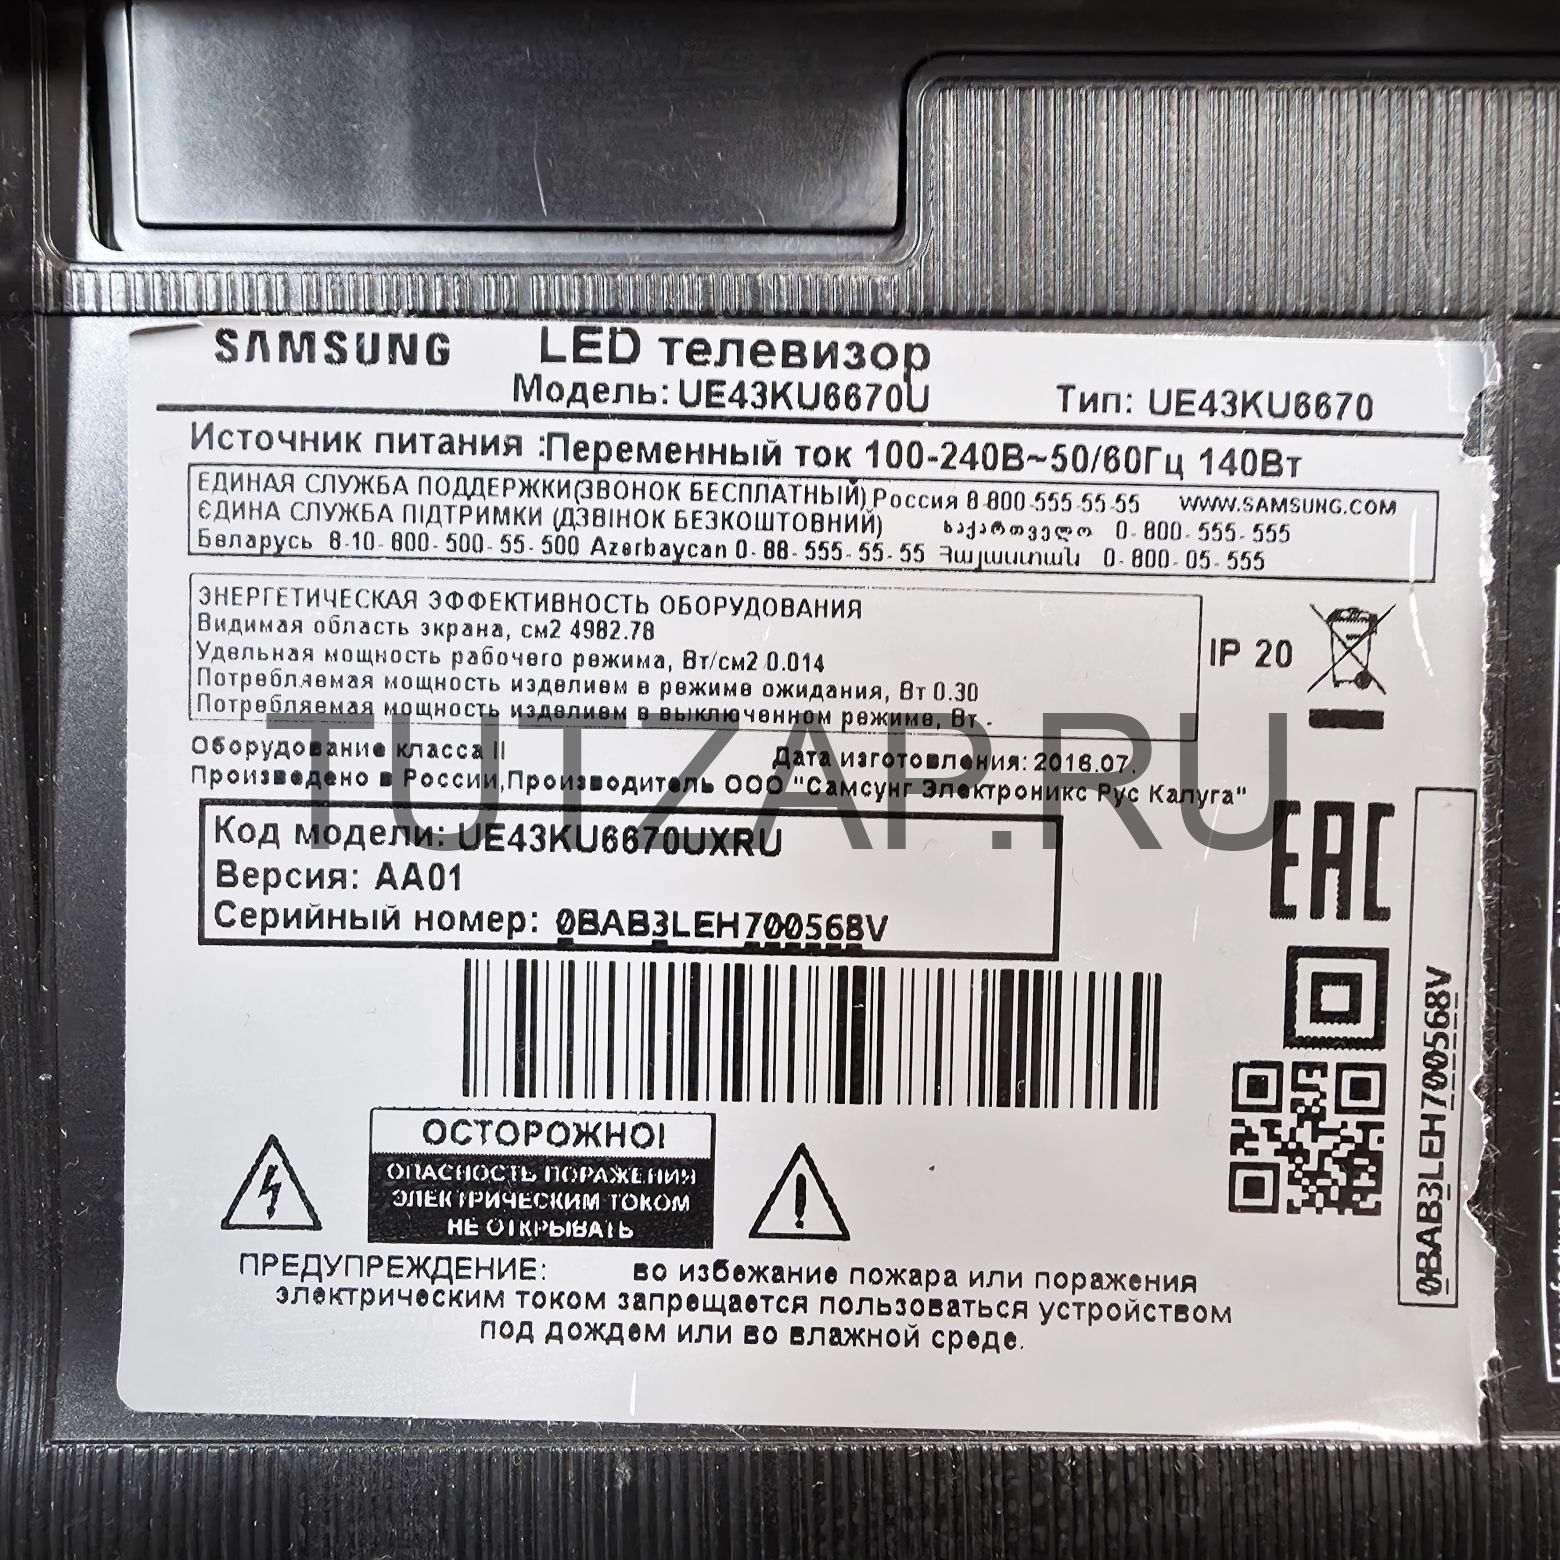 SAMSUNG LED телевизор
Модель: UE43KU6670U Тип: UE43KU6670
Источник питания :Переменный ток 100-240В~50/60Гц 140Вт
ЕДИНАЯ СЛУЖБА ПОДДЕРЖКИ(ЗВОНОК БЕСПЛАТНЫЙ) Россия 8-800-555-55-55 WWW.SAMSUNG.COM
ЄДИНА СЛУЖБА ПІДТРИМКИ (ДЗВІНОК БЕЗКОШТОВНИЙ) საქართველო 0-800-555-555
Беларусь 8-10-800-500-55-500 Azerbaycan 0-88-555-55-55 Հայաստան 0-800-05-555
ЭНЕРГЕТИЧЕСКАЯ ЭФФЕКТИВНОСТЬ ОБОРУДОВАНИЯ
Видимая область экрана, см2 4982.78
Удельная мощность рабочего режима, Вт/см2 0.014
Потребляемая мощность изделием в режиме ожидания, Вт 0.30
Потребляемая мощность изделием в выключенном режиме, Вт -
IP 20
Оборудование класса II Дата изготовления: 2016.07.
Произведено в России,Производитель ООО "Самсунг Электроникс Рус Калуга"
TUTZAP.RU
Код модели: UE43KU6670UXRU
Версия: AA01
Серийный номер: 0BAB3LEH700568V
EAC
0BAB3LEH700568V
ОСТОРОЖНО!
ОПАСНОСТЬ ПОРАЖЕНИЯ
ЭЛЕКТРИЧЕСКИМ ТОКОМ
НЕ ОТКРЫВАТЬ
ПРЕДУПРЕЖДЕНИЕ: во избежание пожара или поражения
электрическим током запрещается пользоваться устройством
под дождем или во влажной среде.